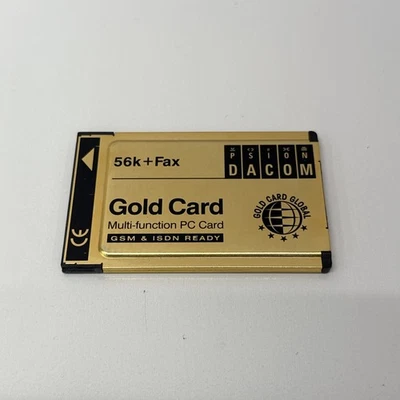 56k+Fax
PSION
DACOM
Gold Card
Multi-function PC Card
GSM & ISDN READY
GOLD CARD GLOBAL
CE